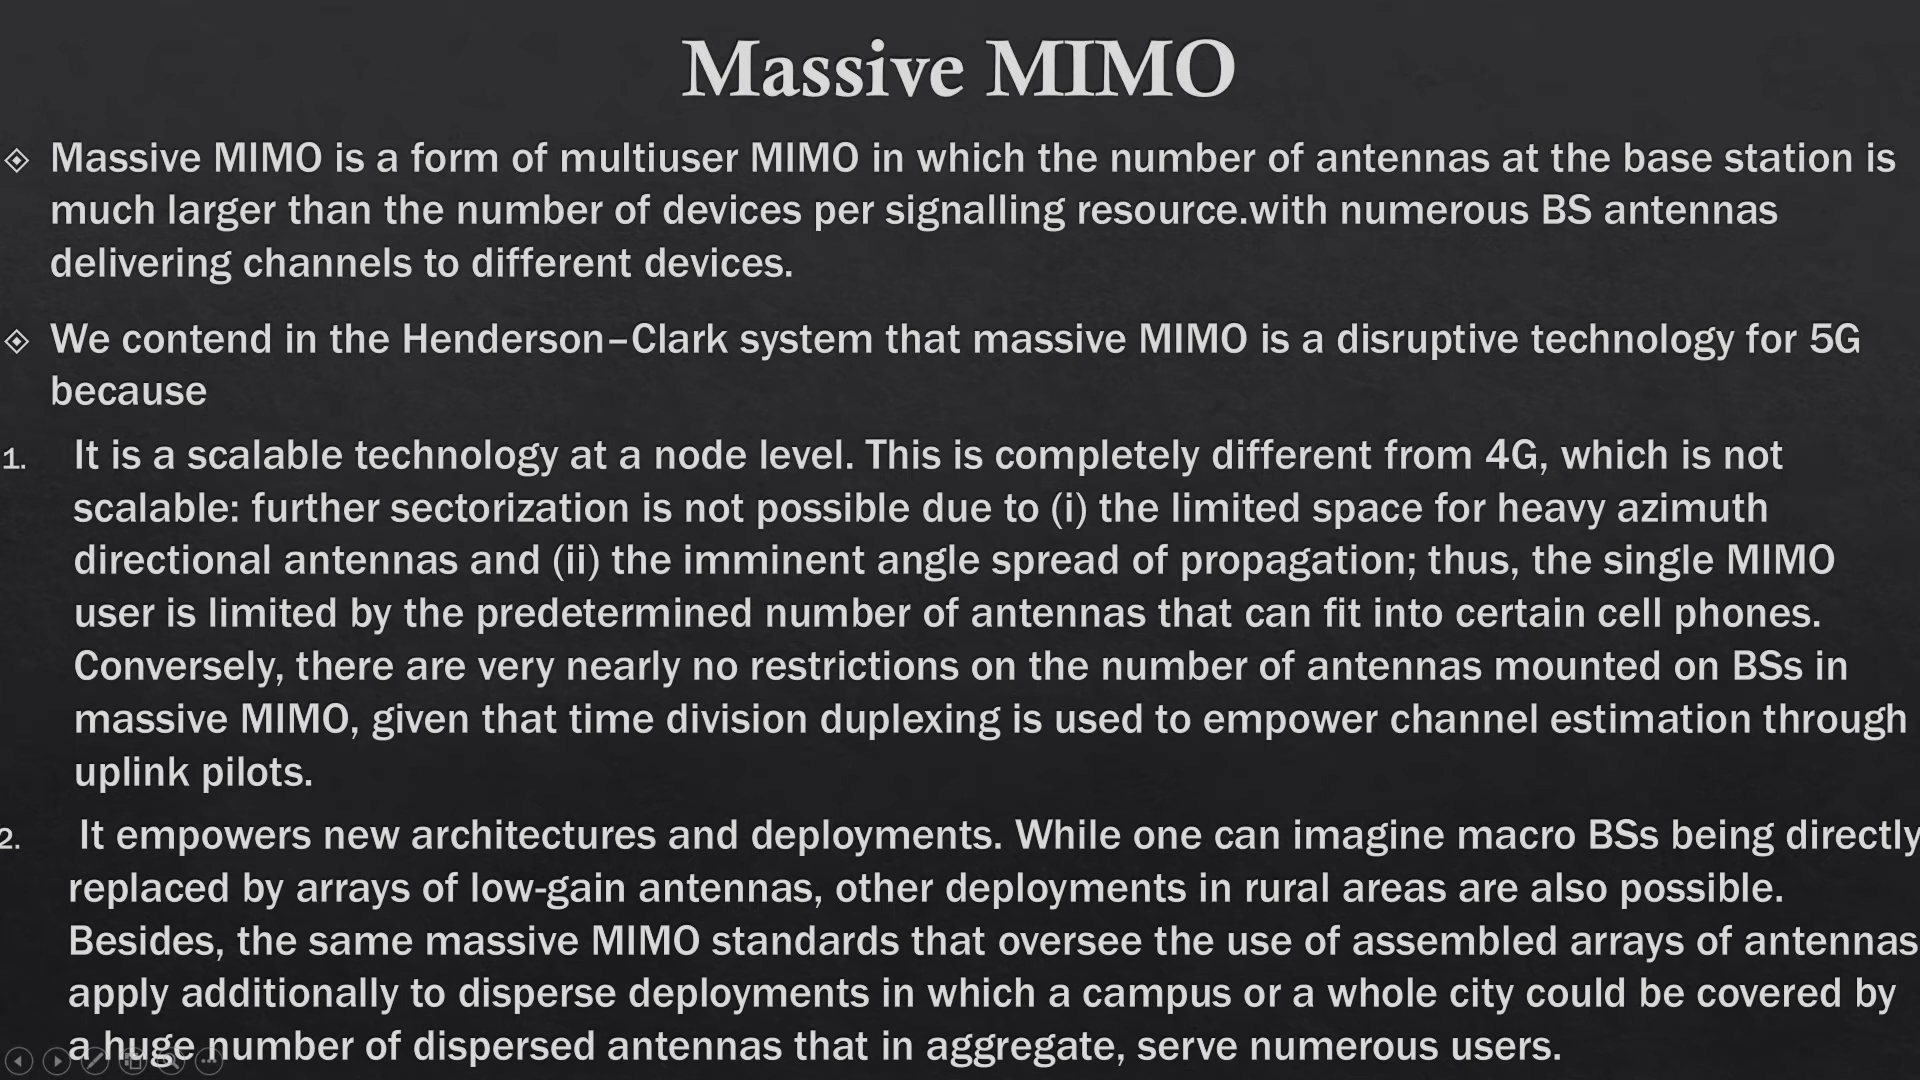 Massive MIMO
Massive MIMO is a form of multiuser MIMO in which the number of antennas at the base station is
much larger than the number of devices per signalling resource.with numerous BS antennas
delivering channels to different devices.
We contend in the Henderson–Clark system that massive MIMO is a disruptive technology for 5G
because
1. It is a scalable technology at a node level. This is completely different from 4G, which is not
scalable: further sectorization is not possible due to (i) the limited space for heavy azimuth
directional antennas and (ii) the imminent angle spread of propagation; thus, the single MIMO
user is limited by the predetermined number of antennas that can fit into certain cell phones.
Conversely, there are very nearly no restrictions on the number of antennas mounted on BSs in
massive MIMO, given that time division duplexing is used to empower channel estimation through
uplink pilots.
2. It empowers new architectures and deployments. While one can imagine macro BSs being directly
replaced by arrays of low-gain antennas, other deployments in rural areas are also possible.
Besides, the same massive MIMO standards that oversee the use of assembled arrays of antennas
apply additionally to disperse deployments in which a campus or a whole city could be covered by
a huge number of dispersed antennas that in aggregate, serve numerous users.